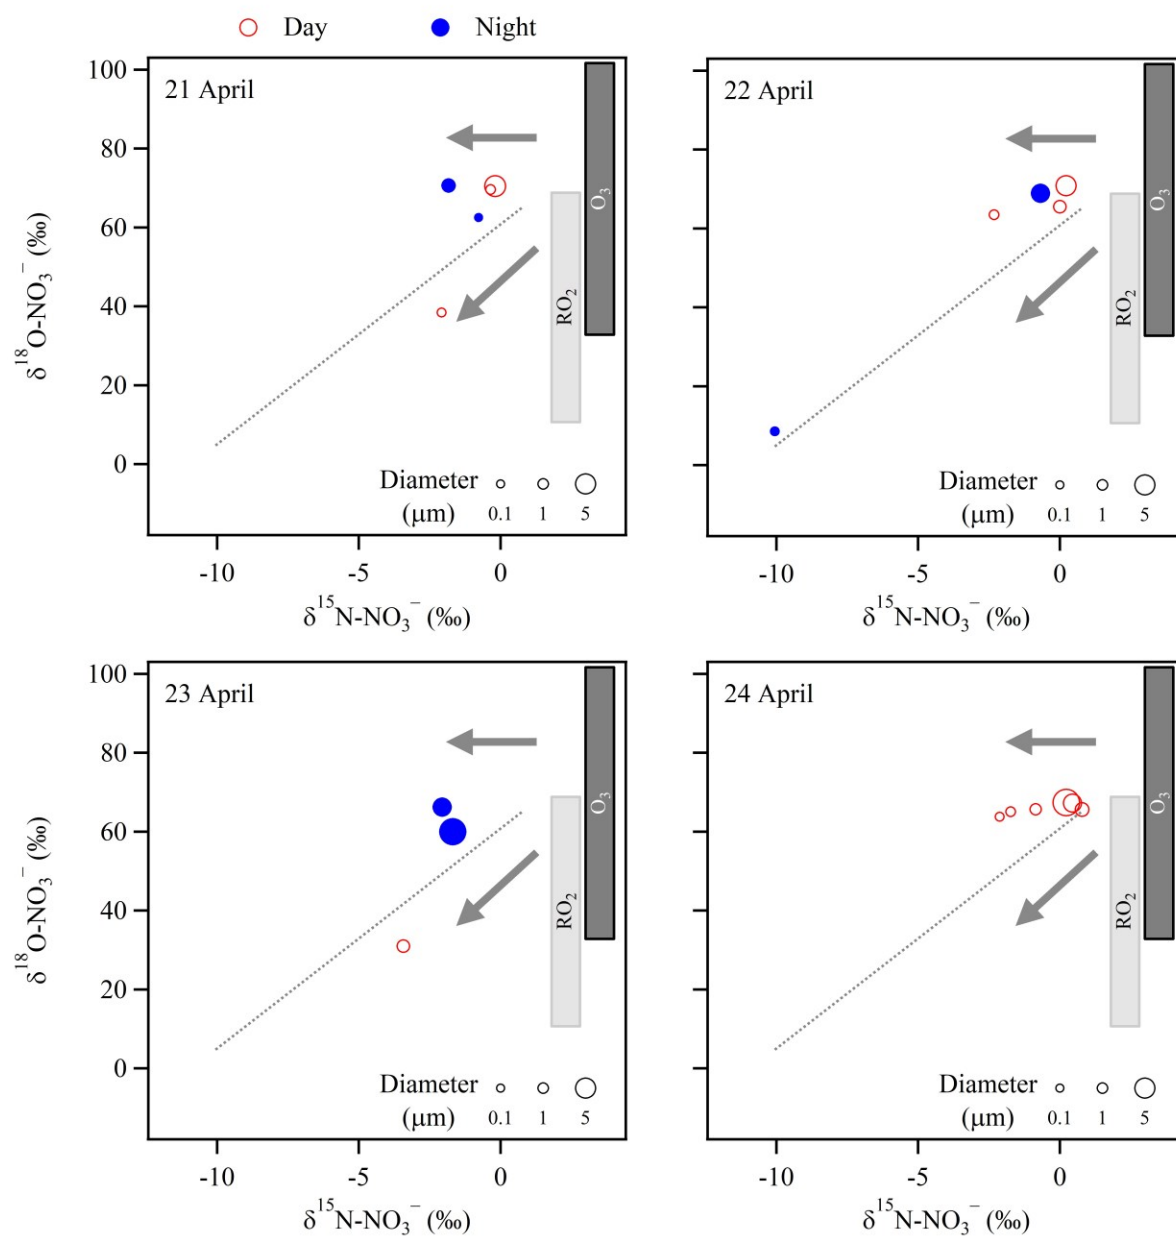 Day Night
21 April
100
80
60
40
20
0
δ¹⁸O-NO₃⁻ (‰)
O₃
RO₂
Diameter
(μm) 0.1 1 5
-10 -5 0
δ¹⁵N-NO₃⁻ (‰)
22 April
O₃
RO₂
Diameter
(μm) 0.1 1 5
-10 -5 0
δ¹⁵N-NO₃⁻ (‰)
23 April
100
80
60
40
20
0
δ¹⁸O-NO₃⁻ (‰)
O₃
RO₂
Diameter
(μm) 0.1 1 5
-10 -5 0
δ¹⁵N-NO₃⁻ (‰)
24 April
O₃
RO₂
Diameter
(μm) 0.1 1 5
-10 -5 0
δ¹⁵N-NO₃⁻ (‰)